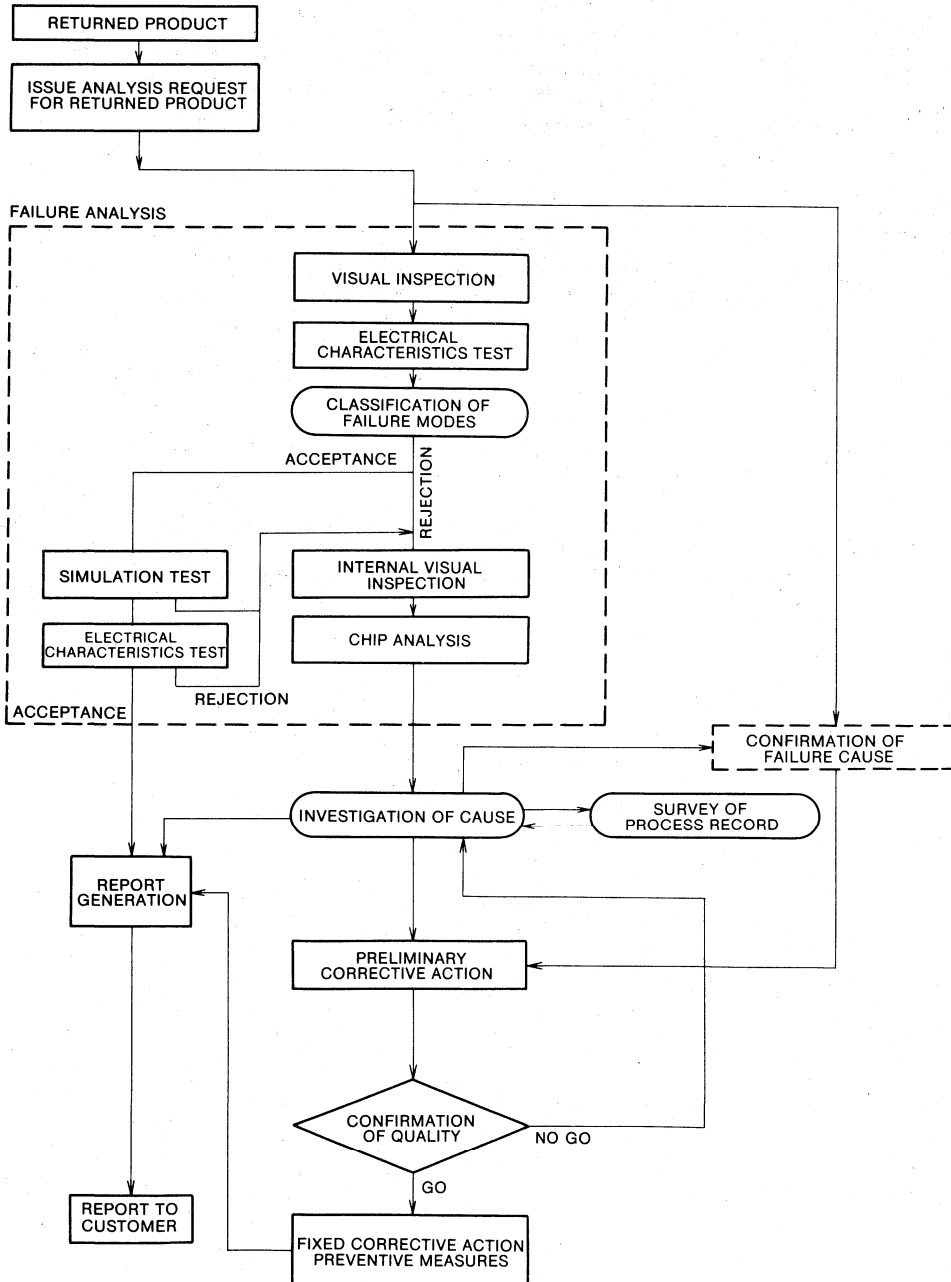 RETURNED PRODUCT
ISSUE ANALYSIS REQUEST
FOR RETURNED PRODUCT
FAILURE ANALYSIS
VISUAL INSPECTION
ELECTRICAL
CHARACTERISTICS TEST
CLASSIFICATION OF
FAILURE MODES
ACCEPTANCE
REJECTION
SIMULATION TEST
INTERNAL VISUAL
INSPECTION
ELECTRICAL
CHARACTERISTICS TEST
CHIP ANALYSIS
REJECTION
ACCEPTANCE
CONFIRMATION OF
FAILURE CAUSE
INVESTIGATION OF CAUSE
SURVEY OF
PROCESS RECORD
REPORT
GENERATION
PRELIMINARY
CORRECTIVE ACTION
CONFIRMATION
OF QUALITY
NO GO
GO
REPORT TO
CUSTOMER
FIXED CORRECTIVE ACTION
PREVENTIVE MEASURES